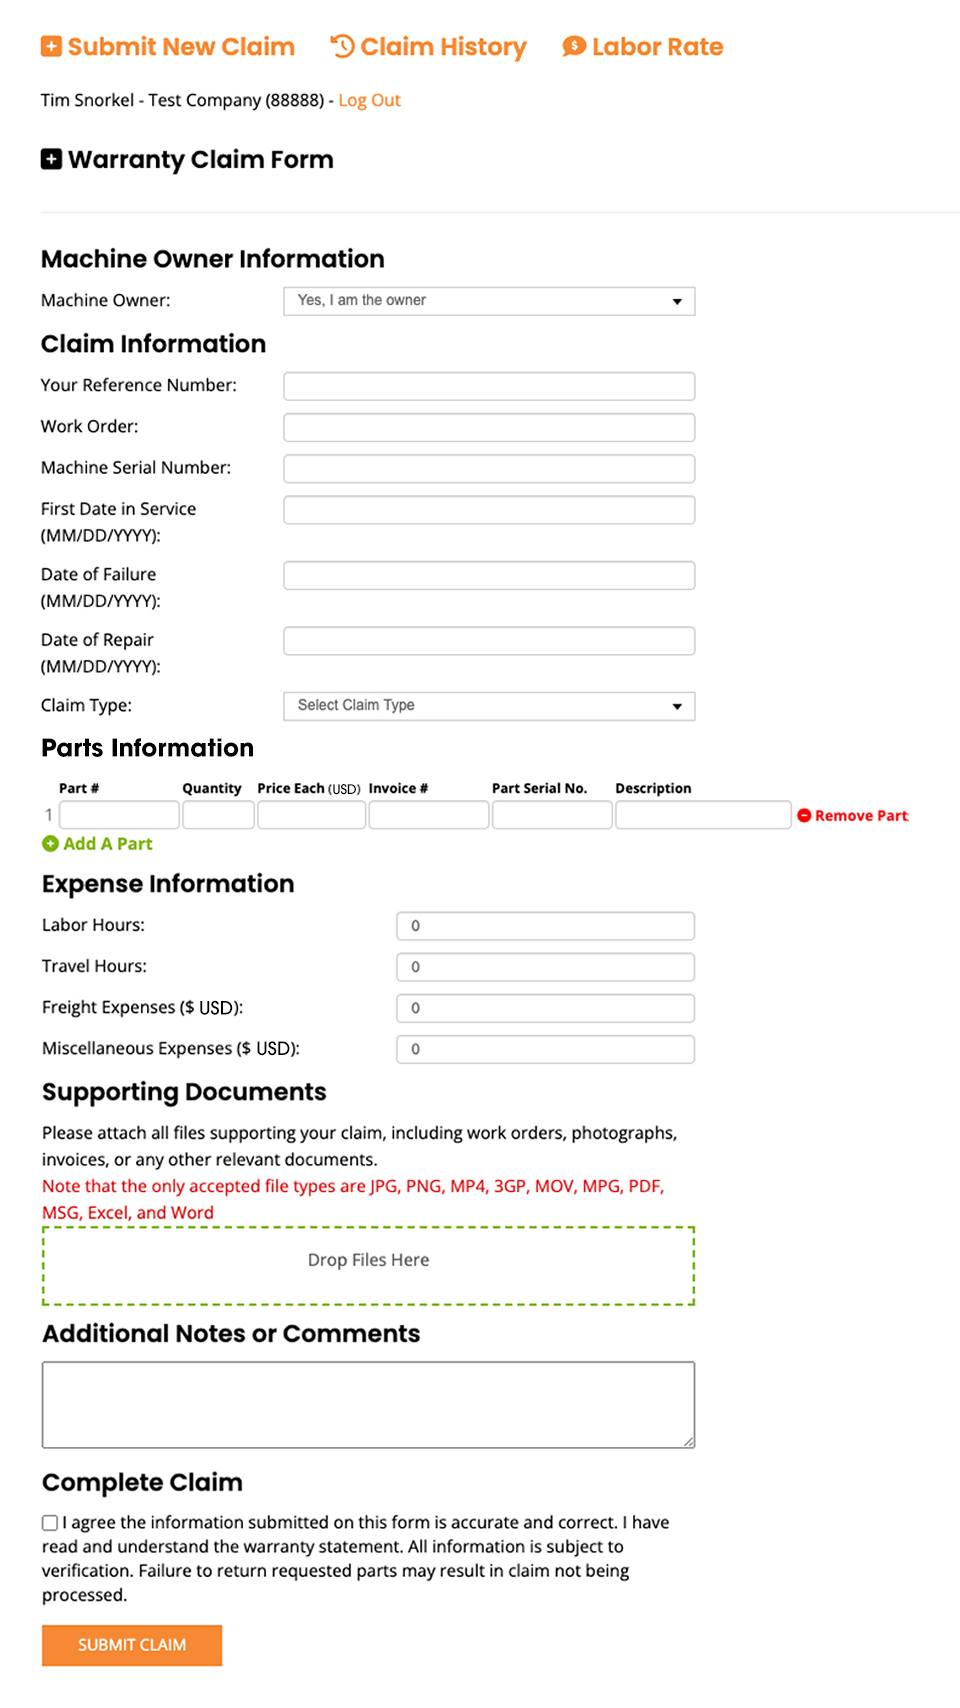 Submit New Claim Claim History Labor Rate
Tim Snorkel - Test Company (88888) - Log Out
Warranty Claim Form
Machine Owner Information
Machine Owner: Yes, I am the owner
Claim Information
Your Reference Number:
Work Order:
Machine Serial Number:
First Date in Service
(MM/DD/YYYY):
Date of Failure
(MM/DD/YYYY):
Date of Repair
(MM/DD/YYYY):
Claim Type: Select Claim Type
Parts Information
Part # Quantity Price Each (USD) Invoice # Part Serial No. Description
1 Remove Part
Add A Part
Expense Information
Labor Hours: 0
Travel Hours: 0
Freight Expenses ($ USD): 0
Miscellaneous Expenses ($ USD): 0
Supporting Documents
Please attach all files supporting your claim, including work orders, photographs,
invoices, or any other relevant documents.
Note that the only accepted file types are JPG, PNG, MP4, 3GP, MOV, MPG, PDF,
MSG, Excel, and Word
Drop Files Here
Additional Notes or Comments
Complete Claim
I agree the information submitted on this form is accurate and correct. I have
read and understand the warranty statement. All information is subject to
verification. Failure to return requested parts may result in claim not being
processed.
SUBMIT CLAIM